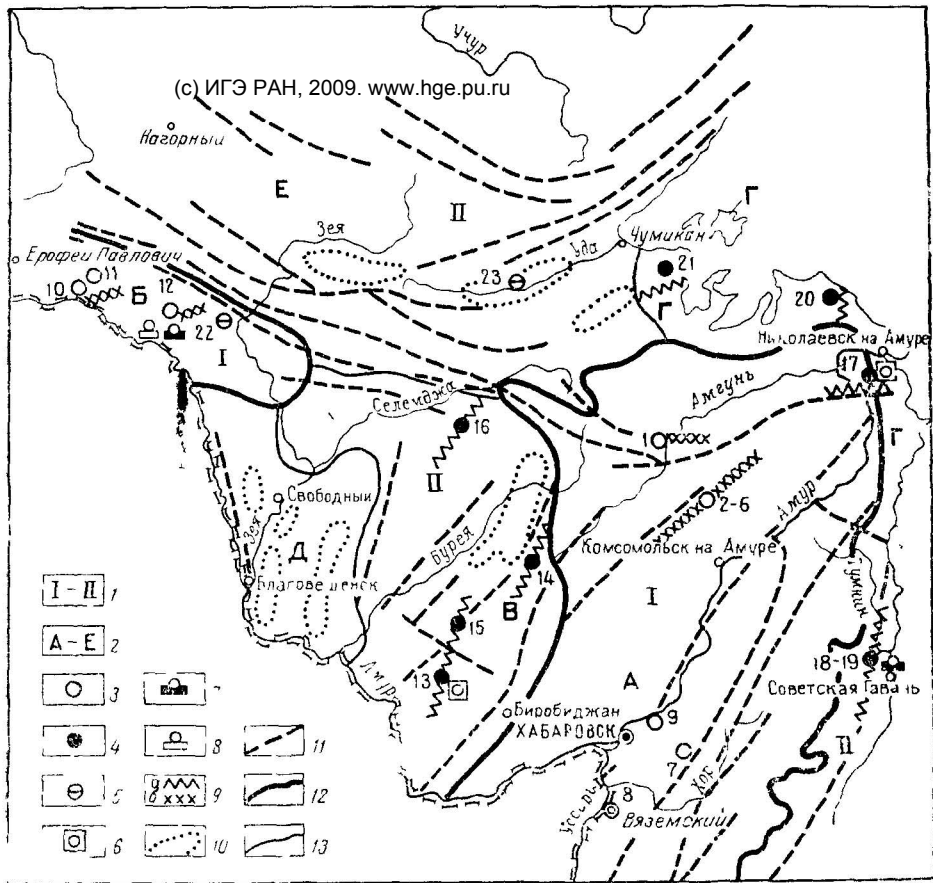 Учур
(c) ИГЭ РАН, 2009. www.hge.pu.ru
Нагорный
Е
II
Г
Зея
Уда
Чумикан
Ерофей Павлович
11
10
Б
12
23
21
Г
20
22
Николаевск на Амуре
I
17
Амгунь
Селемджа
1
16
Г
II
2-6
Свободный
Амур
Зея
Бурея
Комсомольск на Амуре
Д
Благовещенск
14
I
Тумнин
I-II 1
В
15
А-Е 2
18-19
Амур
13
А
Советская Гавань
3
7
Биробиджан
9
ХАБАРОВСК
II
4
8
11
7
Хор
5
9
12
Уссури
8
Вяземский
6
10
13